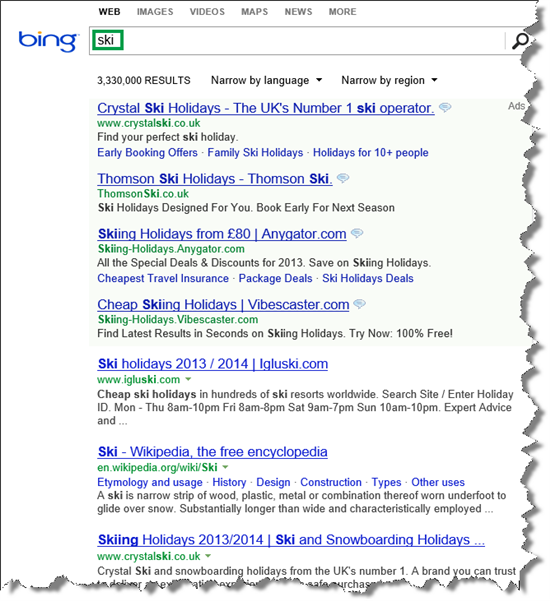 WEB IMAGES VIDEOS MAPS NEWS MORE
bing
ski
3,330,000 RESULTS Narrow by language Narrow by region
Crystal Ski Holidays - The UK's Number 1 ski operator.
Ads
www.crystalski.co.uk
Find your perfect ski holiday.
Early Booking Offers · Family Ski Holidays · Holidays for 10+ people
Thomson Ski Holidays - Thomson Ski.
ThomsonSki.co.uk
Ski Holidays Designed For You. Book Early For Next Season
Skiing Holidays from £80 | Anygator.com
Skiing-Holidays.Anygator.com
All the Special Deals & Discounts for 2013. Save on Skiing Holidays.
Cheapest Travel Insurance · Package Deals · Ski Holidays Deals
Cheap Skiing Holidays | Vibescaster.com
Skiing-Holidays.Vibescaster.com
Find Latest Results in Seconds on Skiing Holidays. Try Now: 100% Free!
Ski holidays 2013 / 2014 | Igluski.com
www.igluski.com
Cheap ski holidays in hundreds of ski resorts worldwide. Search Site / Enter Holiday
ID. Mon - Thu 8am-10pm Fri 8am-8pm Sat 9am-7pm Sun 10am-10pm. Expert Advice
and ...
Ski - Wikipedia, the free encyclopedia
en.wikipedia.org/wiki/Ski
Etymology and usage · History · Design · Construction · Types · Other uses
A ski is narrow strip of wood, plastic, metal or combination thereof worn underfoot to
glide over snow. Substantially longer than wide and characteristically employed ...
Skiing Holidays 2013/2014 | Ski and Snowboarding Holidays ...
www.crystalski.co.uk
Crystal Ski and snowboarding holidays from the UK's number 1. A brand you can trust